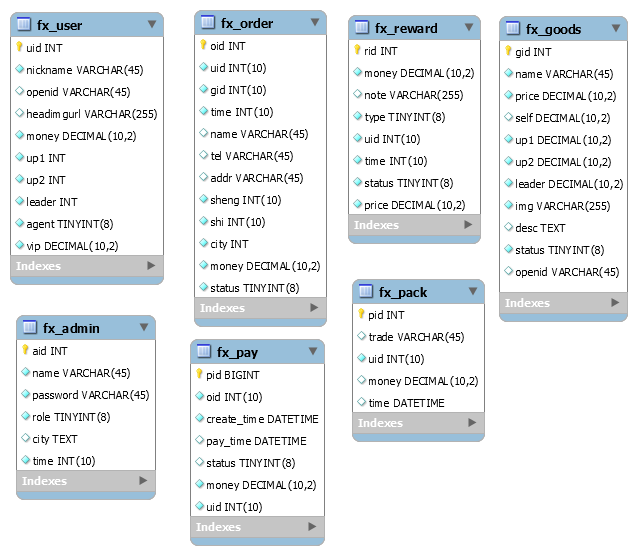 fx_user
uid INT
nickname VARCHAR(45)
openid VARCHAR(45)
headimgurl VARCHAR(255)
money DECIMAL(10,2)
up1 INT
up2 INT
leader INT
agent TINYINT(8)
vip DECIMAL(10,2)
Indexes
fx_order
oid INT
uid INT(10)
gid INT(10)
time INT(10)
name VARCHAR(45)
tel VARCHAR(45)
addr VARCHAR(45)
sheng INT(10)
shi INT(10)
city INT
money DECIMAL(10,2)
status TINYINT(8)
Indexes
fx_reward
rid INT
money DECIMAL(10,2)
note VARCHAR(255)
type TINYINT(8)
uid INT(10)
time INT(10)
status TINYINT(8)
price DECIMAL(10,2)
Indexes
fx_goods
gid INT
name VARCHAR(45)
price DECIMAL(10,2)
self DECIMAL(10,2)
up1 DECIMAL(10,2)
up2 DECIMAL(10,2)
leader DECIMAL(10,2)
img VARCHAR(255)
desc TEXT
status TINYINT(8)
openid VARCHAR(45)
Indexes
fx_admin
aid INT
name VARCHAR(45)
password VARCHAR(45)
role TINYINT(8)
city TEXT
time INT(10)
Indexes
fx_pay
pid BIGINT
oid INT(10)
create_time DATETIME
pay_time DATETIME
status TINYINT(8)
money DECIMAL(10,2)
uid INT(10)
Indexes
fx_pack
pid INT
trade VARCHAR(45)
uid INT(10)
money DECIMAL(10,2)
time DATETIME
Indexes